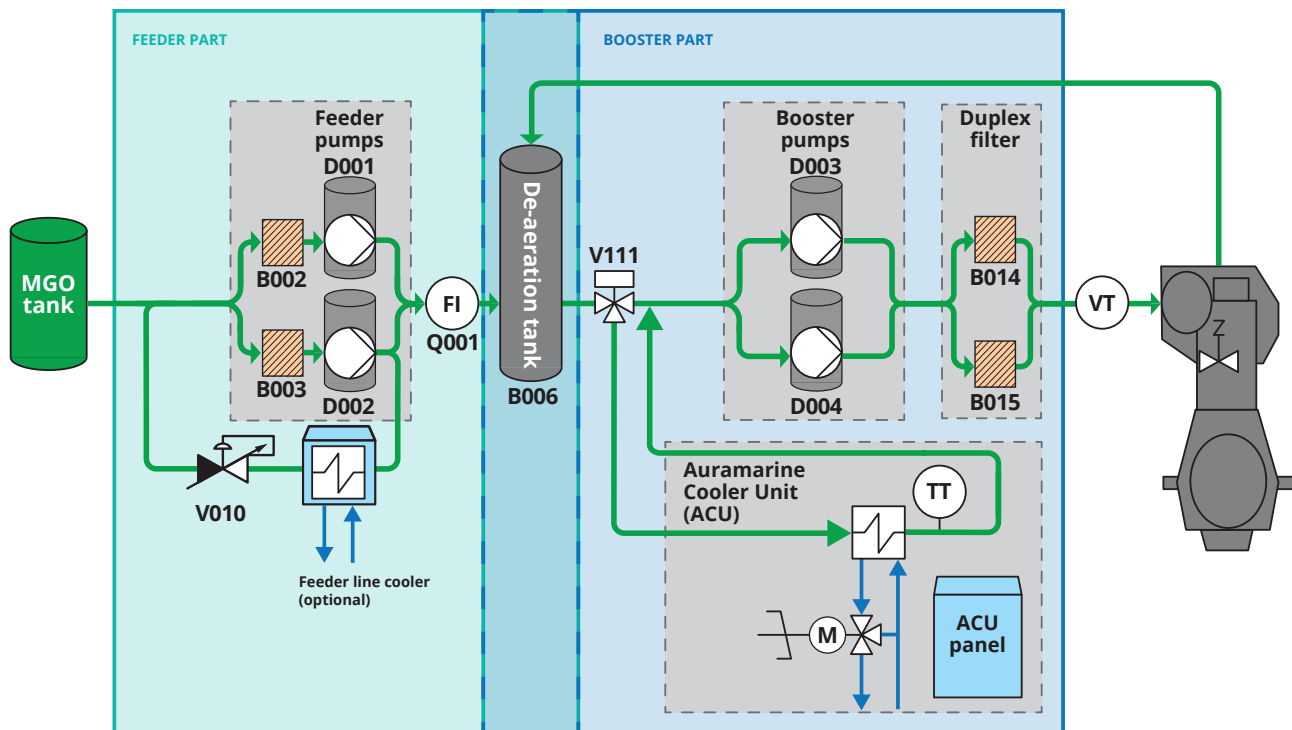 FEEDER PART
BOOSTER PART
Feeder
pumps
D001
Booster
pumps
D003
Duplex
filter
MGO
tank
B002
FI
Q001
De-aeration tank
V111
B014
VT
B003
D002
B006
D004
B015
V010
Auramarine
Cooler Unit
(ACU)
TT
Feeder line cooler
(optional)
M
ACU
panel